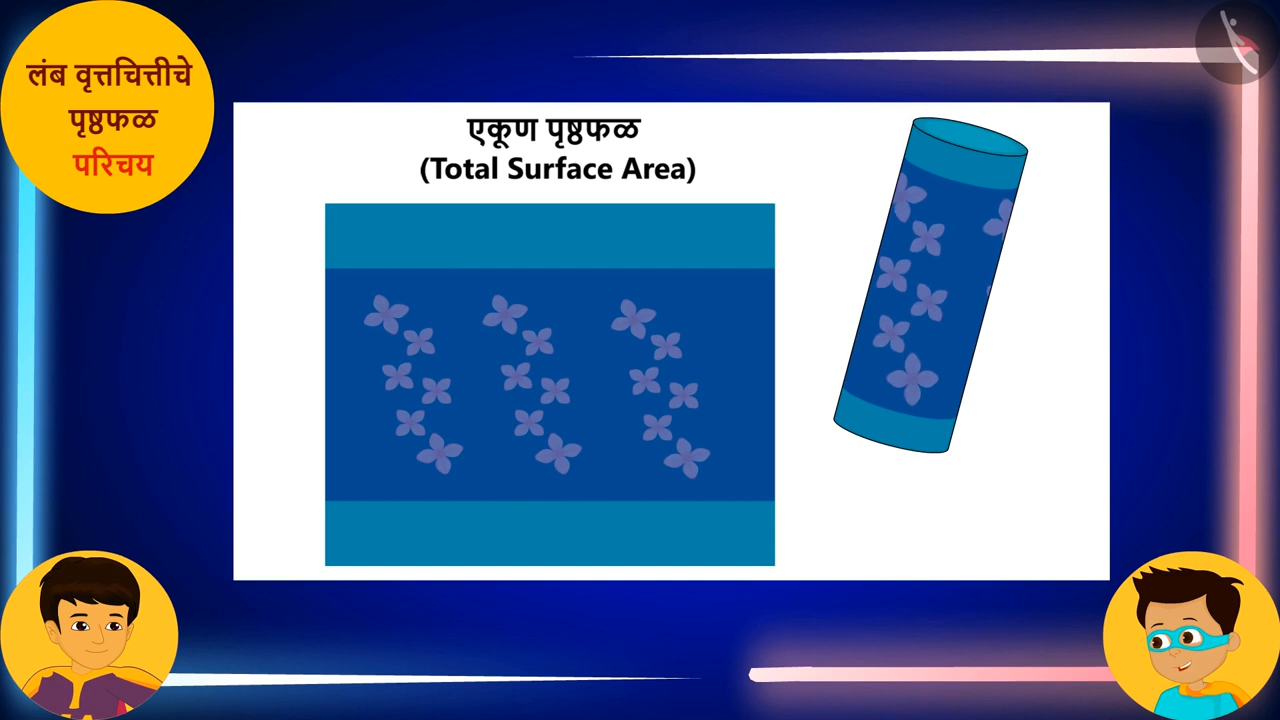 लंब वृत्तचित्तीचे
पृष्ठफळ
परिचय
एकूण पृष्ठफळ
(Total Surface Area)